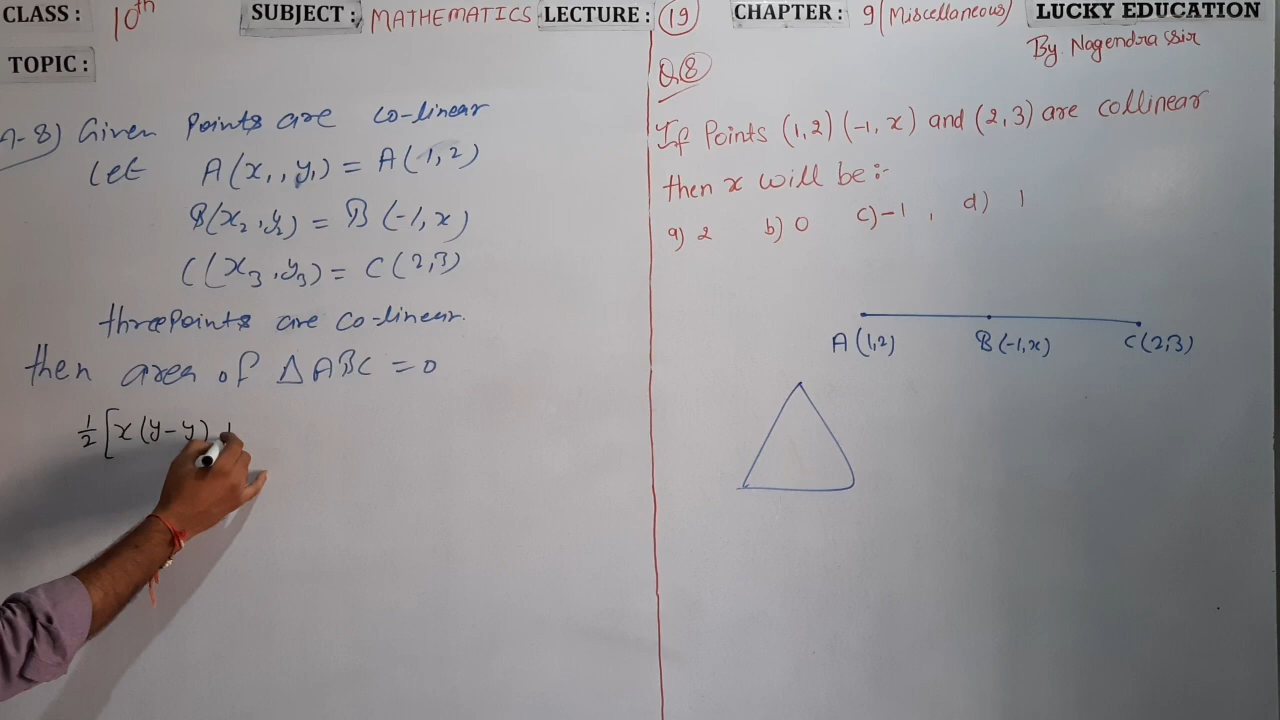 CLASS : 10th SUBJECT : MATHEMATICS LECTURE : 19 CHAPTER : 9 (Miscellaneous) LUCKY EDUCATION
By Nagendra Sir
TOPIC :
A-8) Given Points are co-linear
Let A(x₁, y₁) = A(1,2)
B(x₂, y₂) = B(-1, x)
C(x₃, y₃) = C(2,3)
three Points are co-linear.
then area of △ABC = 0
½[x(y-y)
Q.8
If Points (1,2) (-1, x) and (2,3) are collinear
then x will be :-
a) 2 b) 0 c) -1, d) 1
A(1,2) B(-1,x) C(2,3)